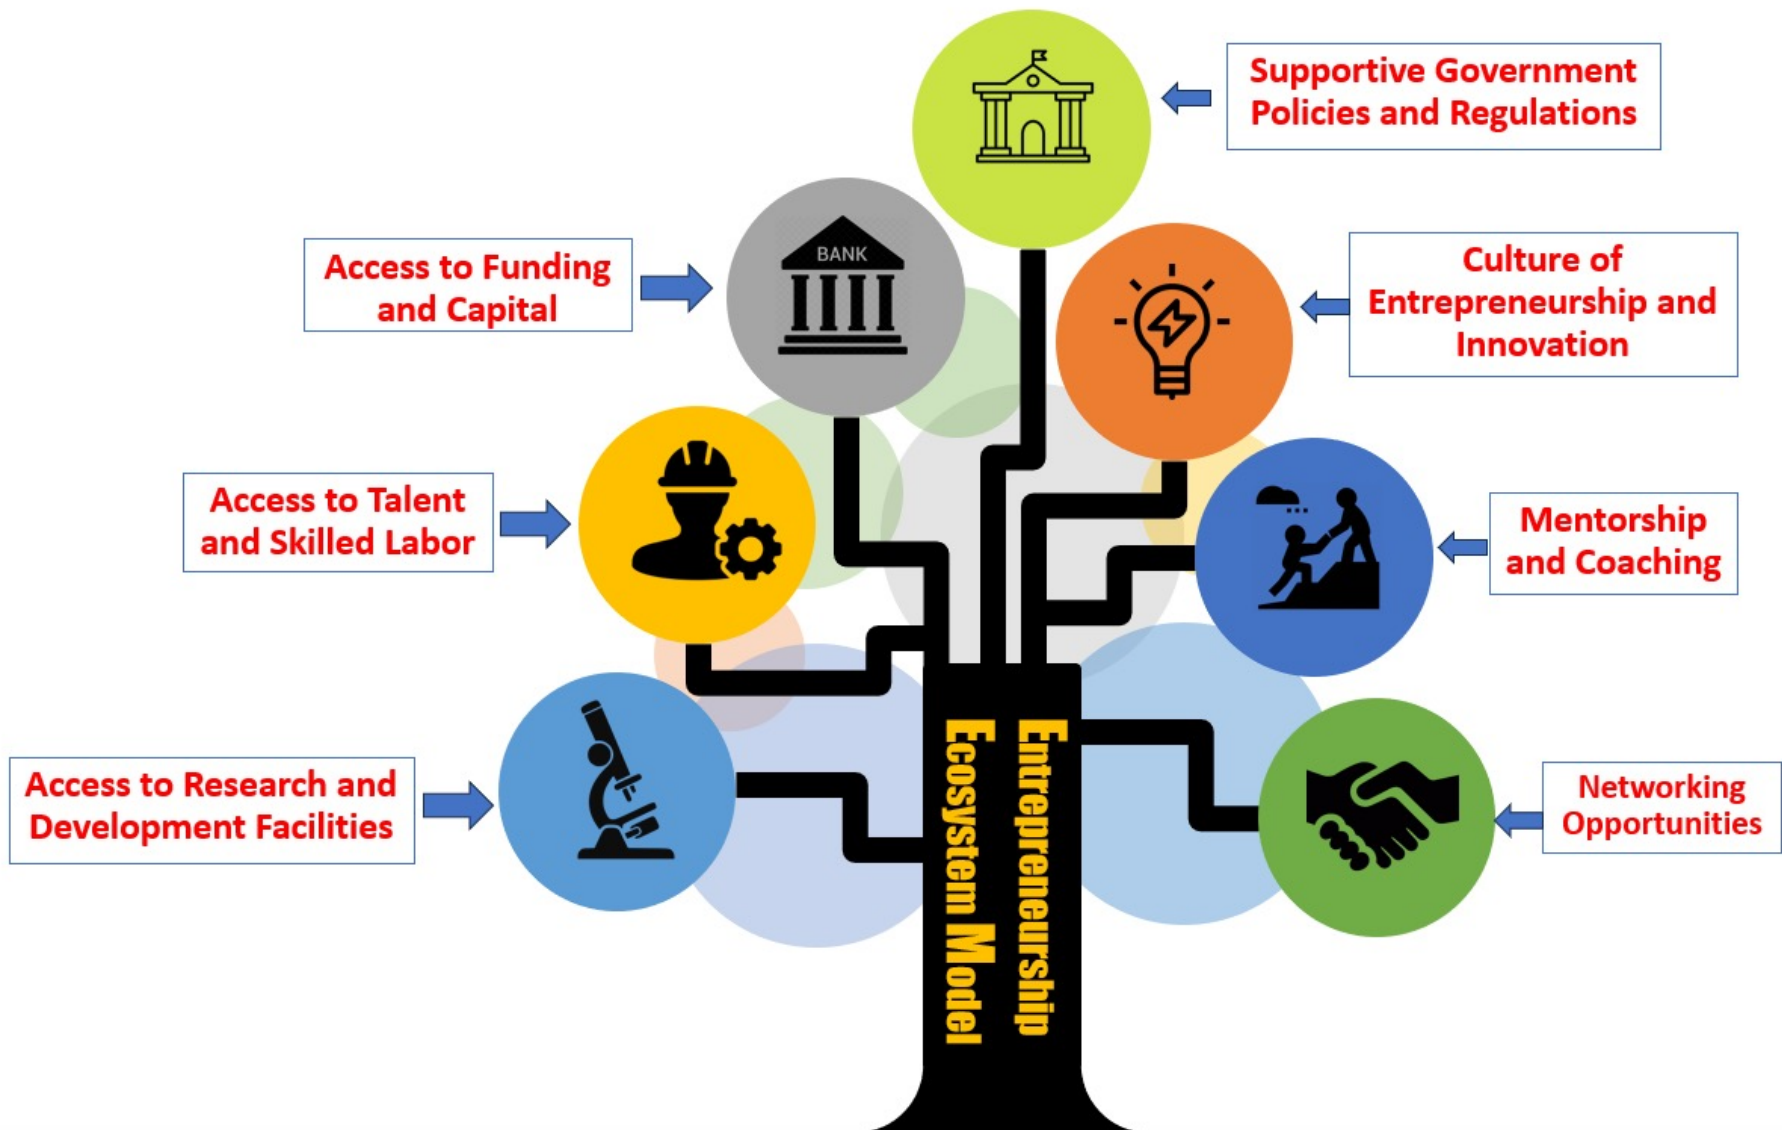 Supportive Government
Policies and Regulations
BANK
Access to Funding
and Capital
Culture of
Entrepreneurship and
Innovation
Access to Talent
and Skilled Labor
Mentorship
and Coaching
Access to Research and
Development Facilities
Networking
Opportunities
Entrepreneurship
Ecosystem Model